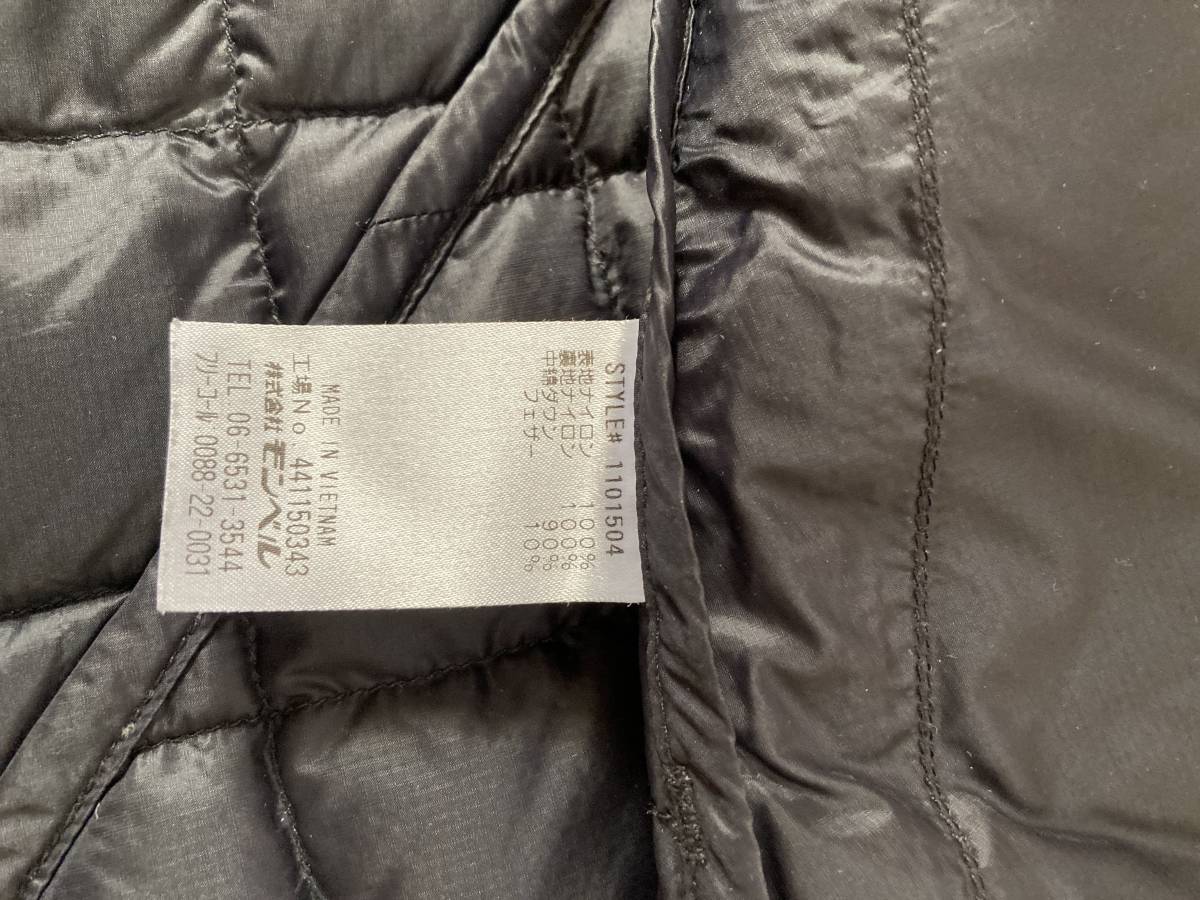 STYLE# 1101504
表地ナイロン 100%
裏地ナイロン 100%
中綿ダウン 90%
フェザー 10%
MADE IN VIETNAM
工場No. 441150343
株式会社モンベル
TEL 06-6531-3544
フリーコール 0088-22-0031